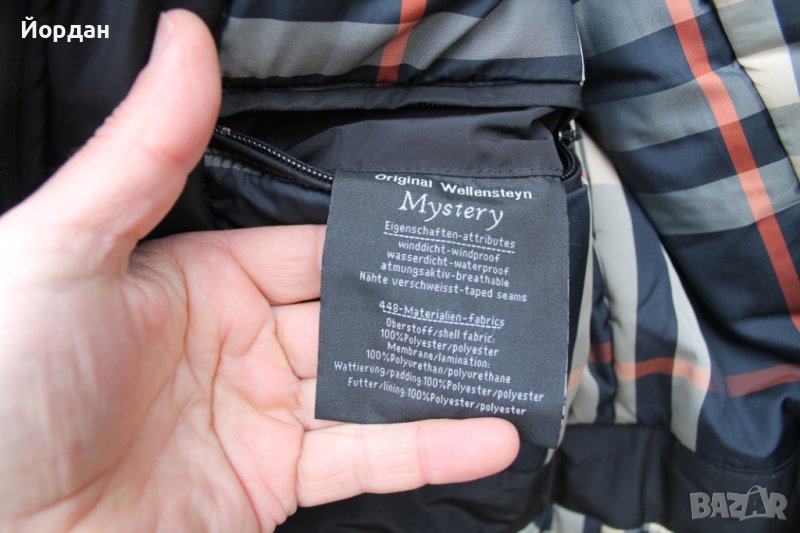 Йордан
Original Wellensteyn
Mystery
Eigenschaften-attributes
winddicht-windproof
wasserdicht-waterproof
atmungsaktiv-breathable
Nähte verschweisst-taped seams
448-Materialien-fabrics
Oberstoff/shell fabric:
100%Polyester/polyester
Membrane/lamination:
100%Polyurethan/polyurethane
Wattierung/padding:100%Polyester/polyester
Futter/lining:100%Polyester/polyester
BAZAR